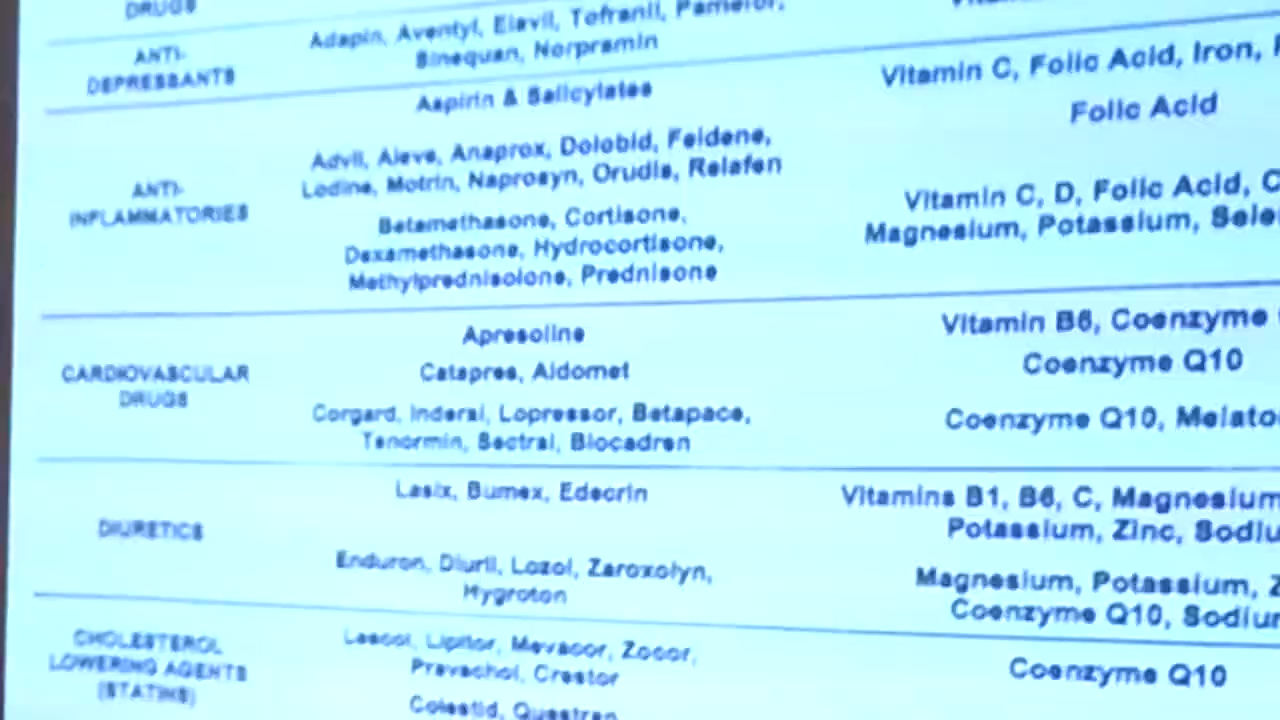 DRUGS
ANTI-
DEPRESSANTS
Adapin, Aventyl, Elavil, Tofranil, Pamelor,
Sinequan, Norpramin
ANTI-
INFLAMMATORIES
Aspirin & Salicylates
Vitamin C, Folic Acid, Iron,
Advil, Aleve, Anaprox, Dolobid, Feldene,
Lodine, Motrin, Naprosyn, Orudis, Relafen
Folic Acid
Betamethasone, Cortisone,
Dexamethasone, Hydrocortisone,
Methylprednisolone, Prednisone
Vitamin C, D, Folic Acid,
Magnesium, Potassium,
CARDIOVASCULAR
DRUGS
Apresoline
Vitamin B6, Coenzyme
Catapres, Aldomet
Coenzyme Q10
Corgard, Inderal, Lopressor, Betapace,
Tenormin, Sectral, Blocadren
Coenzyme Q10,
DIURETICS
Lasix, Bumex, Edecrin
Vitamins B1, B6, C, Magnesium
Potassium, Zinc,
Enduron, Diuril, Lozol, Zaroxolyn,
Hygroton
Magnesium, Potassium,
Coenzyme Q10,
CHOLESTEROL
LOWERING AGENTS
(STATINS)
Lescol, Lipitor, Mevacor, Zocor,
Pravachol, Crestor
Coenzyme Q10
Colestid, Questran